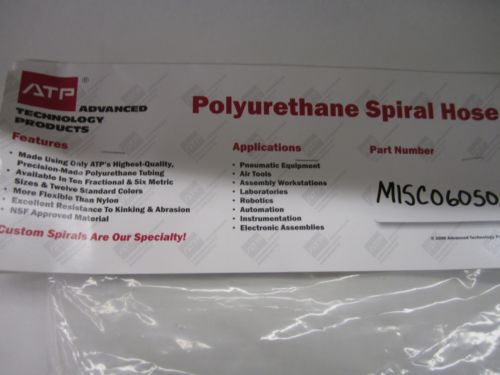 ATP®
ADVANCED
TECHNOLOGY
PRODUCTS
Polyurethane Spiral Hose
Features
• Made Using Only ATP's Highest-Quality,
Precision-Made Polyurethane Tubing
• Available In Ten Fractional & Six Metric
Sizes & Twelve Standard Colors
• More Flexible Than Nylon
• Excellent Resistance To Kinking & Abrasion
• NSF Approved Material
Custom Spirals Are Our Specialty!
Applications
• Pneumatic Equipment
• Air Tools
• Assembly Workstations
• Laboratories
• Robotics
• Automation
• Instrumentation
• Electronic Assemblies
Part Number
MISC06050
Advanced Technology